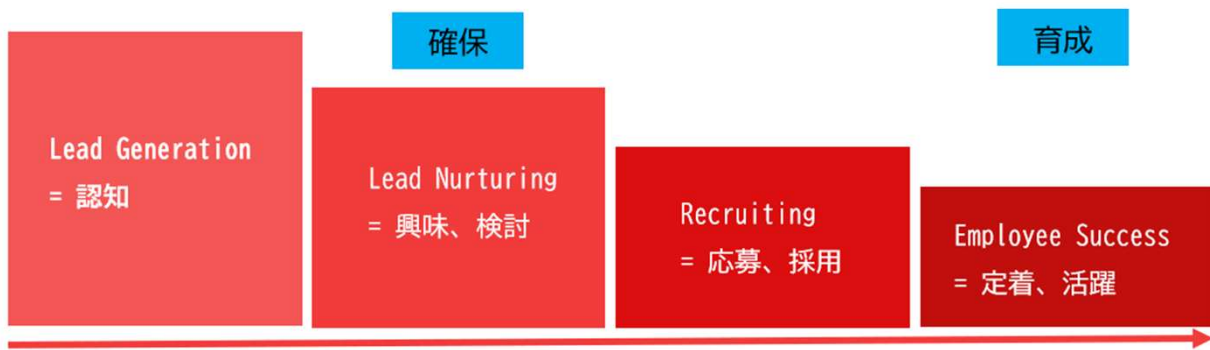 確保
育成
Lead Generation
= 認知
Lead Nurturing
= 興味、検討
Recruiting
= 応募、採用
Employee Success
= 定着、活躍